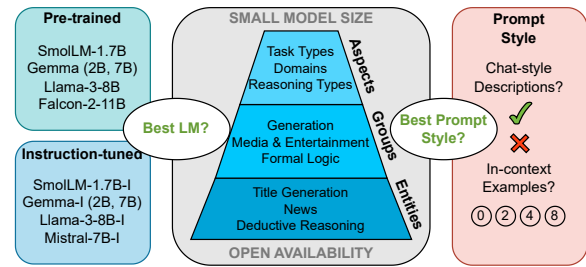 Pre-trained
SmolLM-1.7B
Gemma (2B, 7B)
Llama-3-8B
Falcon-2-11B
Instruction-tuned
SmolLM-1.7B-I
Gemma-I (2B, 7B)
Llama-3-8B-I
Mistral-7B-I
Best LM?
SMALL MODEL SIZE
Task Types
Domains
Reasoning Types
Aspects
Generation
Media & Entertainment
Formal Logic
Groups
Title Generation
News
Deductive Reasoning
Entities
OPEN AVAILABILITY
Best Prompt
Style?
Prompt
Style
Chat-style
Descriptions?
In-context
Examples?
0 2 4 8